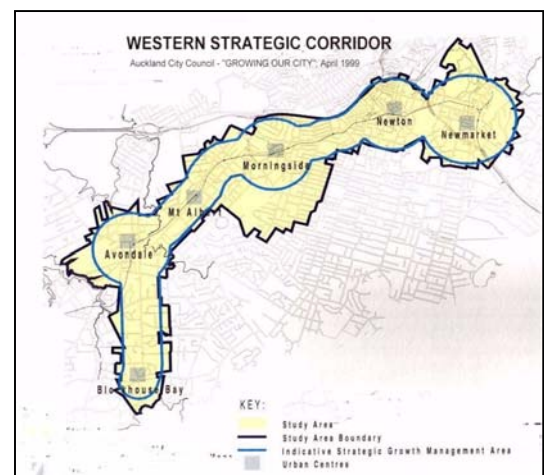 WESTERN STRATEGIC CORRIDOR
Auckland City Council - "GROWING OUR CITY"; April 1999
Newton
Newmarket
Morningside
Mt Albert
Avondale
Blockhouse Bay
KEY:
Study Area
Study Area Boundary
Indicative Strategic Growth Management Area
Urban Centres